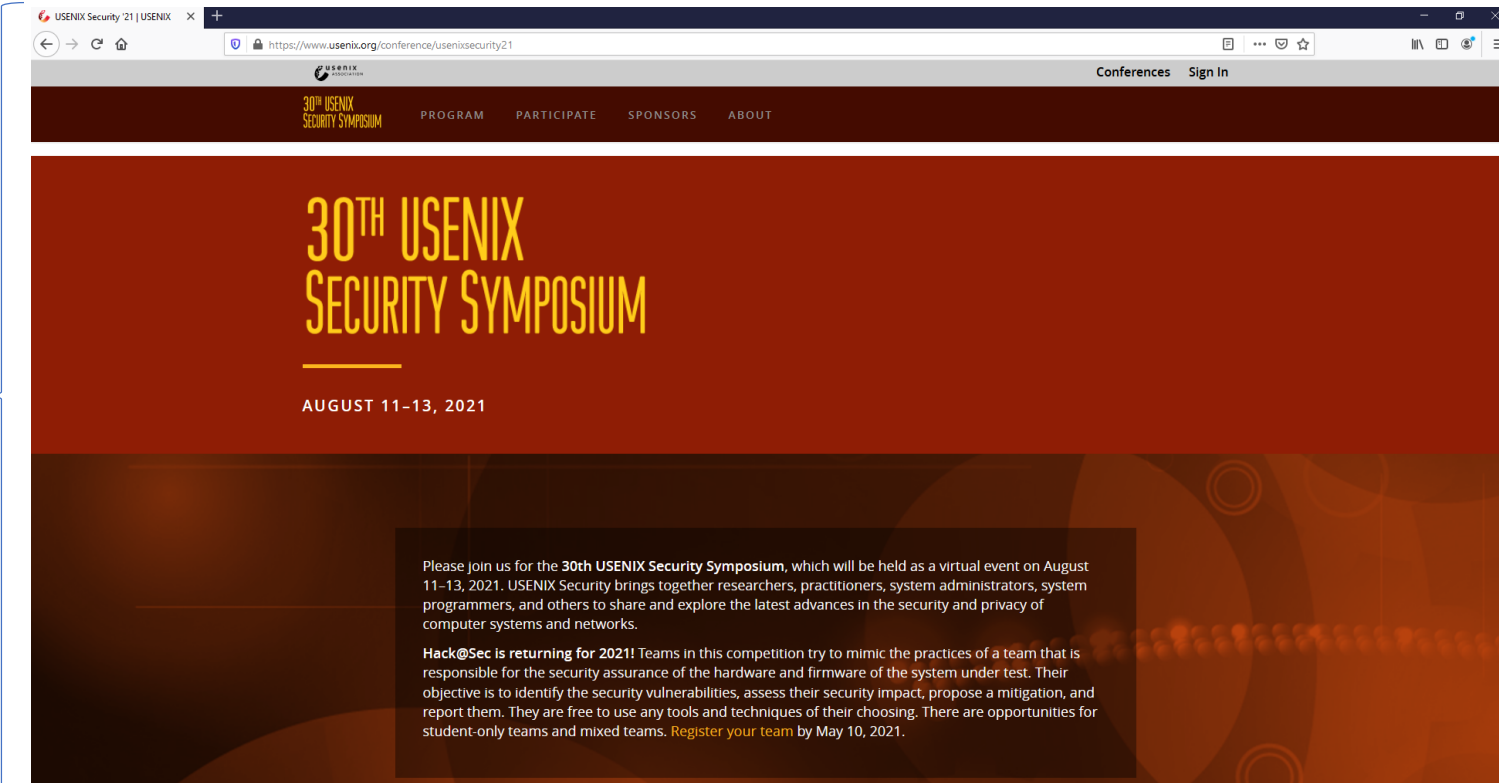 USENIX Security '21 | USENIX
https://www.usenix.org/conference/usenixsecurity21
usenix
ASSOCIATION
Conferences Sign In
30TH USENIX
SECURITY SYMPOSIUM
PROGRAM PARTICIPATE SPONSORS ABOUT
30TH USENIX
SECURITY SYMPOSIUM
AUGUST 11–13, 2021
Please join us for the 30th USENIX Security Symposium, which will be held as a virtual event on August
11–13, 2021. USENIX Security brings together researchers, practitioners, system administrators, system
programmers, and others to share and explore the latest advances in the security and privacy of
computer systems and networks.
Hack@Sec is returning for 2021! Teams in this competition try to mimic the practices of a team that is
responsible for the security assurance of the hardware and firmware of the system under test. Their
objective is to identify the security vulnerabilities, assess their security impact, propose a mitigation, and
report them. They are free to use any tools and techniques of their choosing. There are opportunities for
student-only teams and mixed teams. Register your team by May 10, 2021.